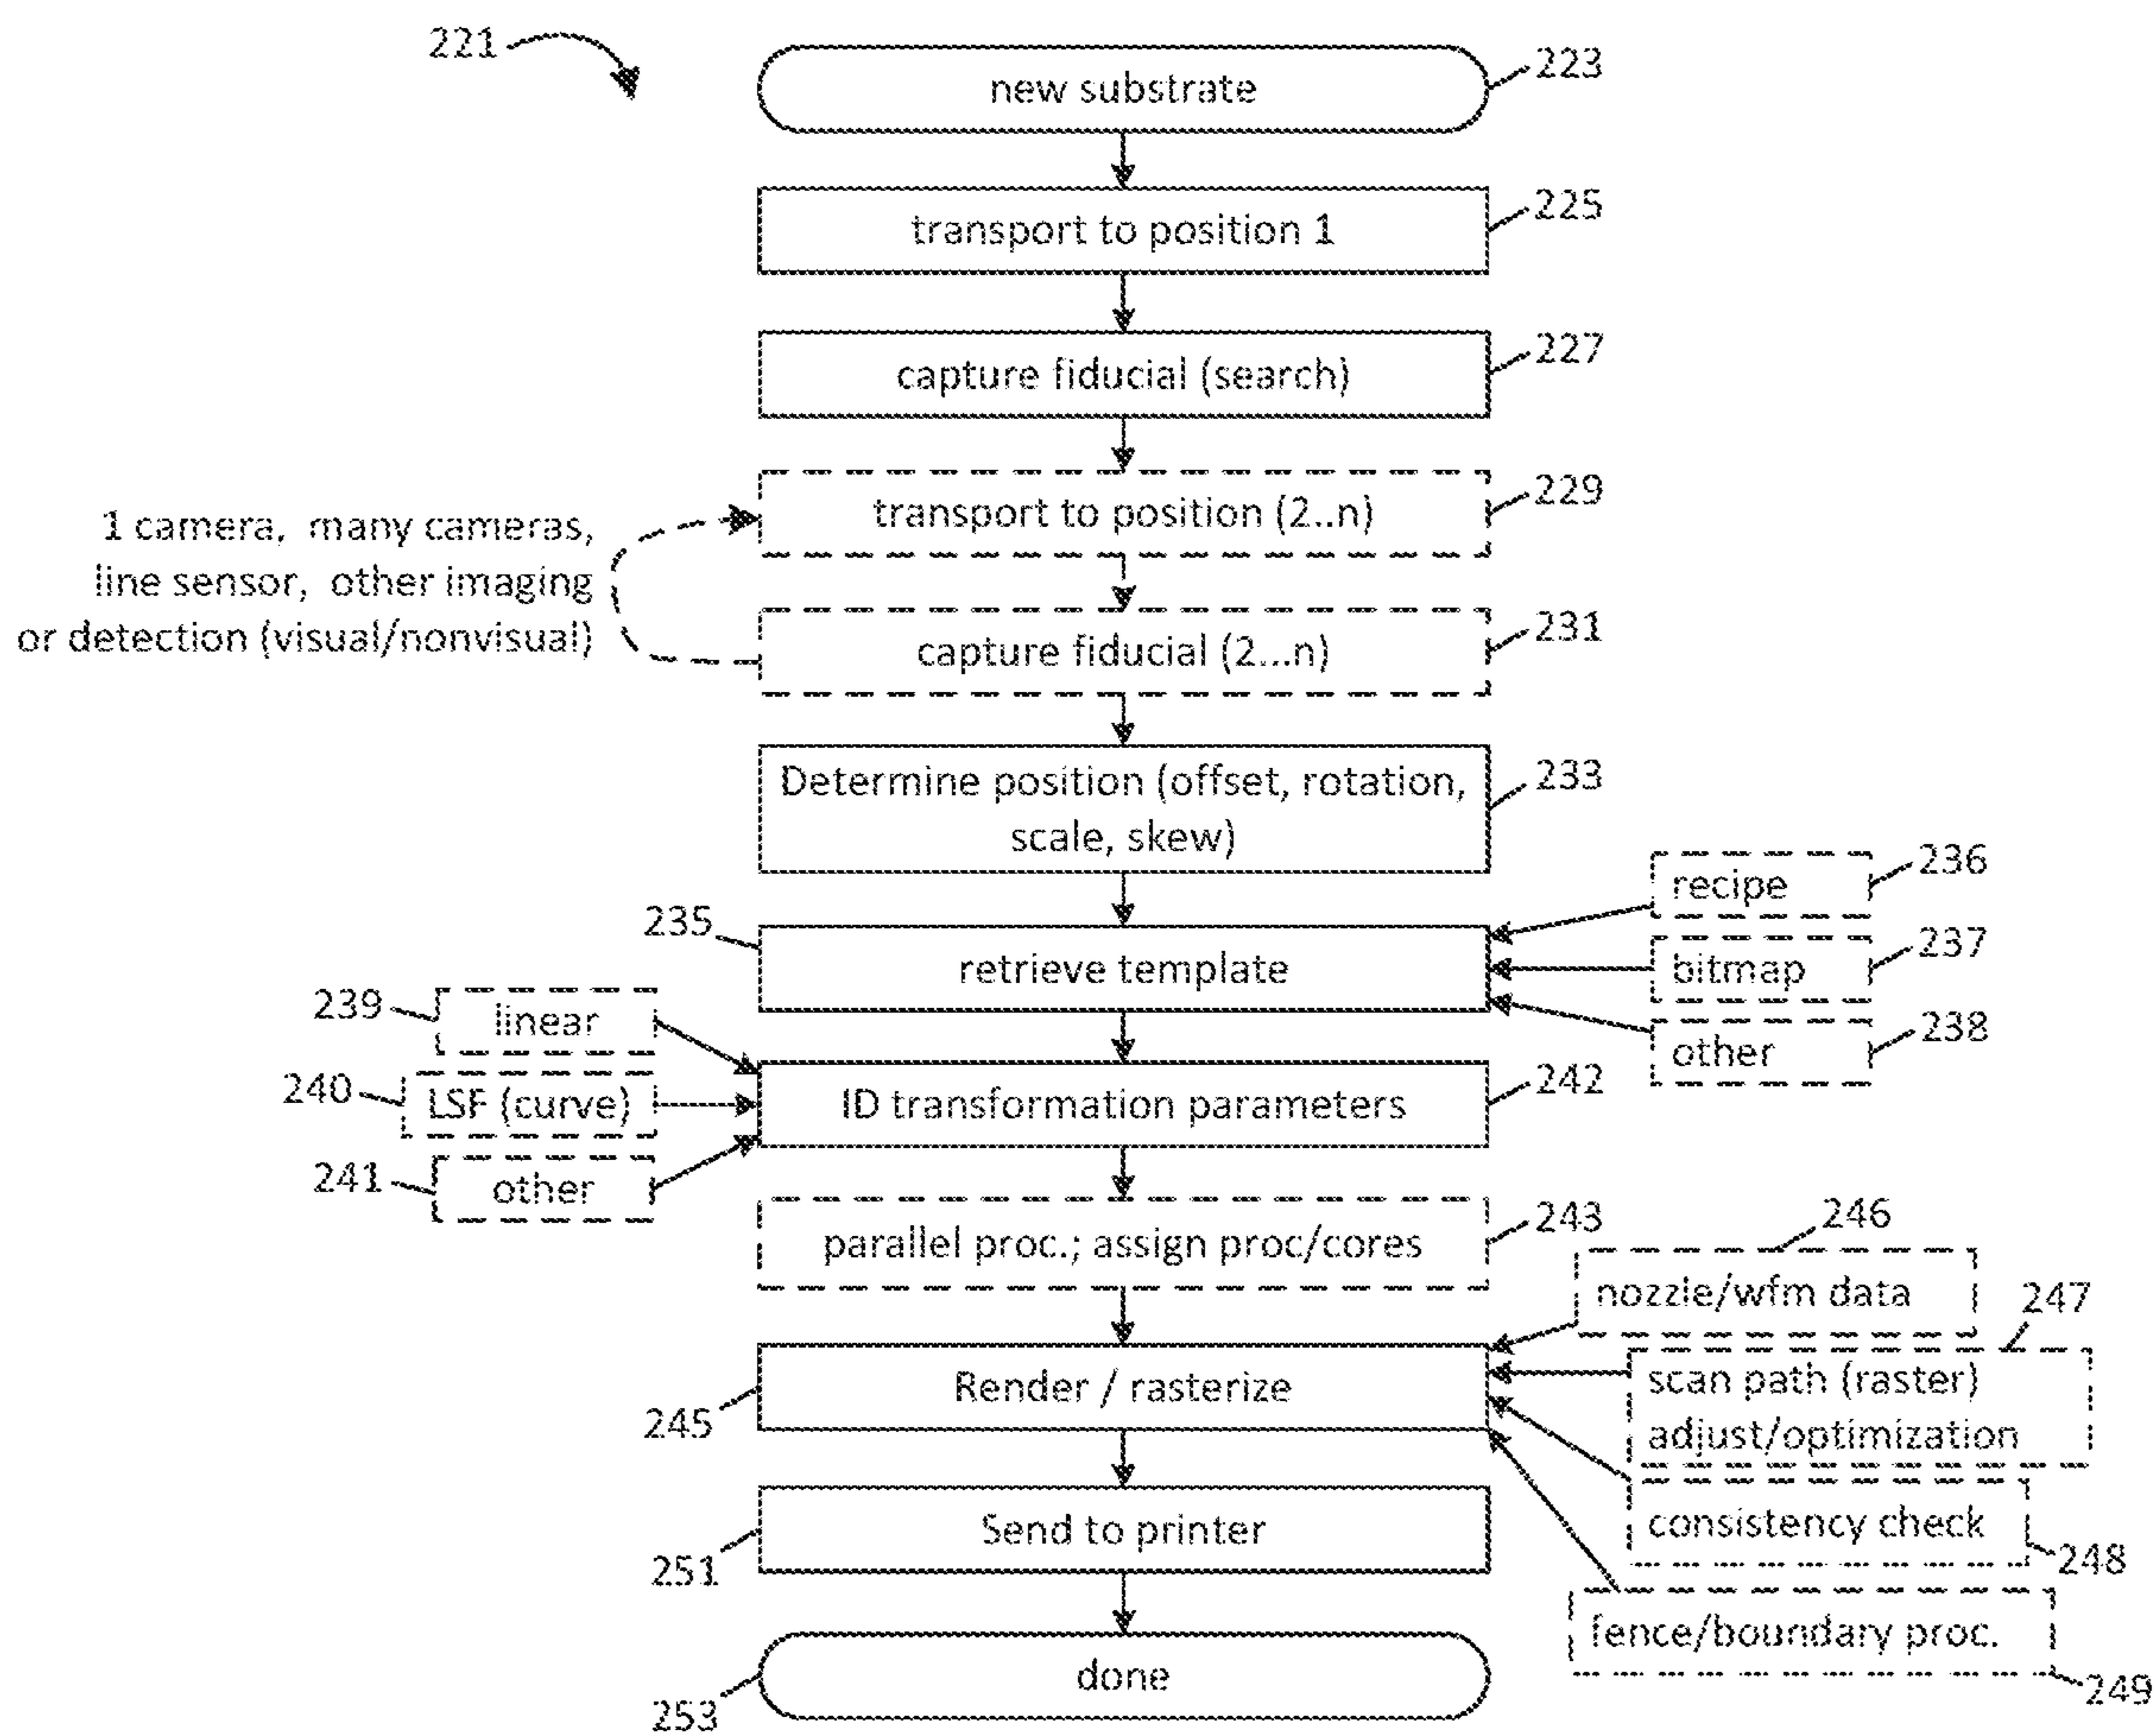 221
new substrate
223
transport to position 1
225
capture fiducial (search)
227
transport to position (2..n)
229
1 camera, many cameras,
line sensor, other imaging
or detection (visual/nonvisual)
capture fiducial (2...n)
231
Determine position (offset, rotation,
scale, skew)
233
235
retrieve template
recipe
236
bitmap
237
other
238
239
linear
240
LSF (curve)
241
other
ID transformation parameters
242
parallel proc.; assign proc/cores
243
245
Render / rasterize
246
nozzle/wfm data
247
scan path (raster)
adjust/optimization
consistency check
248
fence/boundary proc.
249
Send to printer
251
done
253